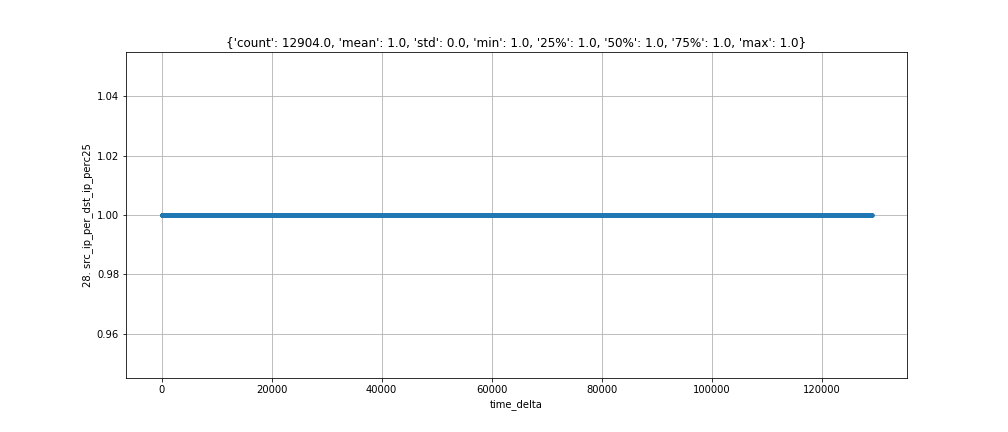 {'count': 12904.0, 'mean': 1.0, 'std': 0.0, 'min': 1.0, '25%': 1.0, '50%': 1.0, '75%': 1.0, 'max': 1.0}
28. src_ip_per_dst_ip_perc25
1.04
1.02
1.00
0.98
0.96
0 20000 40000 60000 80000 100000 120000
time_delta